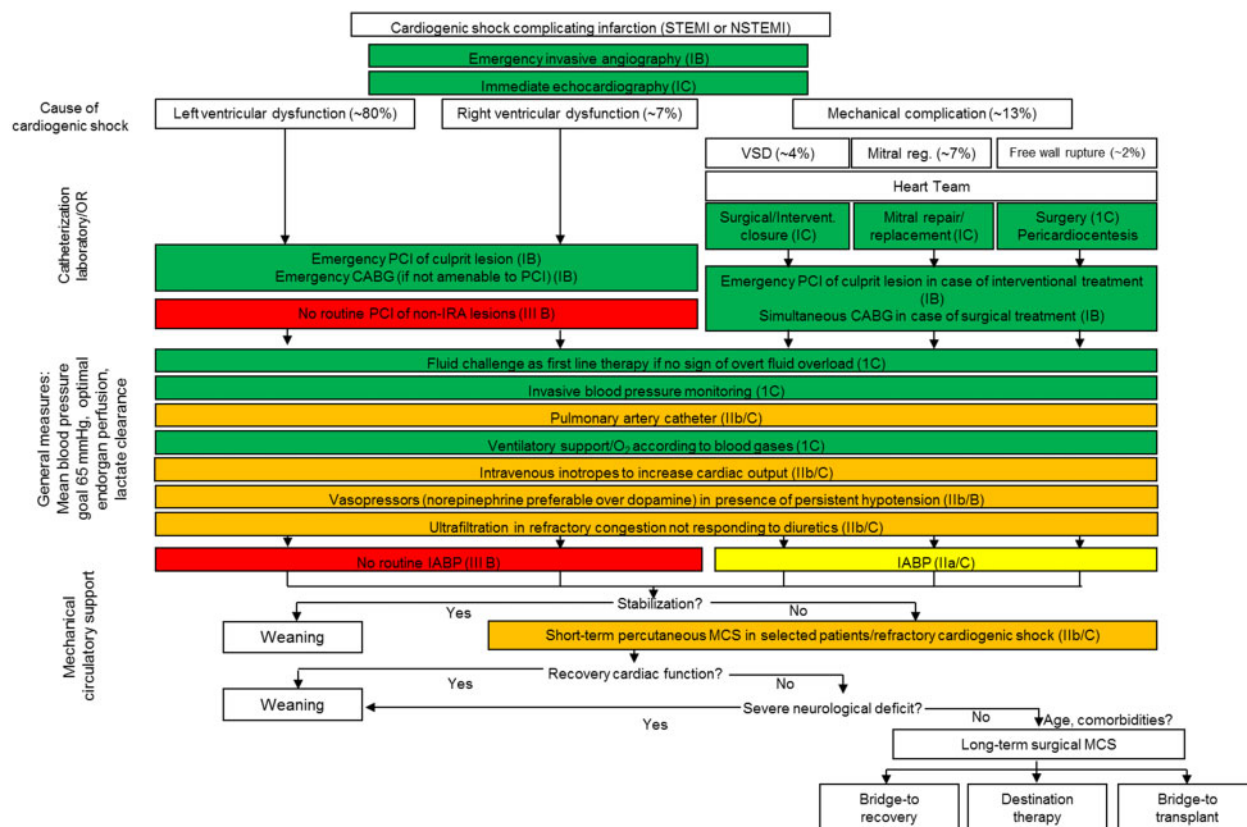 Cardiogenic shock complicating infarction (STEMI or NSTEMI)
Emergency invasive angiography (IB)
Immediate echocardiography (IC)
Cause of
cardiogenic shock
Left ventricular dysfunction (~80%)
Right ventricular dysfunction (~7%)
Mechanical complication (~13%)
VSD (~4%)
Mitral reg. (~7%)
Free wall rupture (~2%)
Heart Team
Catheterization
laboratory/OR
Surgical/Intervent.
closure (IC)
Mitral repair/
replacement (IC)
Surgery (1C)
Pericardiocentesis
Emergency PCI of culprit lesion (IB)
Emergency CABG (if not amenable to PCI) (IB)
Emergency PCI of culprit lesion in case of interventional treatment
(IB)
Simultaneous CABG in case of surgical treatment (IB)
No routine PCI of non-IRA lesions (III B)
General measures:
Mean blood pressure
goal 65 mmHg, optimal
endorgan perfusion,
lactate clearance
Fluid challenge as first line therapy if no sign of overt fluid overload (1C)
Invasive blood pressure monitoring (1C)
Pulmonary artery catheter (IIb/C)
Ventilatory support/O₂ according to blood gases (1C)
Intravenous inotropes to increase cardiac output (IIb/C)
Vasopressors (norepinephrine preferable over dopamine) in presence of persistent hypotension (IIb/B)
Ultrafiltration in refractory congestion not responding to diuretics (IIb/C)
No routine IABP (III B)
IABP (IIa/C)
Mechanical
circulatory support
Stabilization?
Yes
No
Weaning
Short-term percutaneous MCS in selected patients/refractory cardiogenic shock (IIb/C)
Recovery cardiac function?
Yes
No
Weaning
Severe neurological deficit?
Yes
No
Age, comorbidities?
Long-term surgical MCS
Bridge-to
recovery
Destination
therapy
Bridge-to
transplant